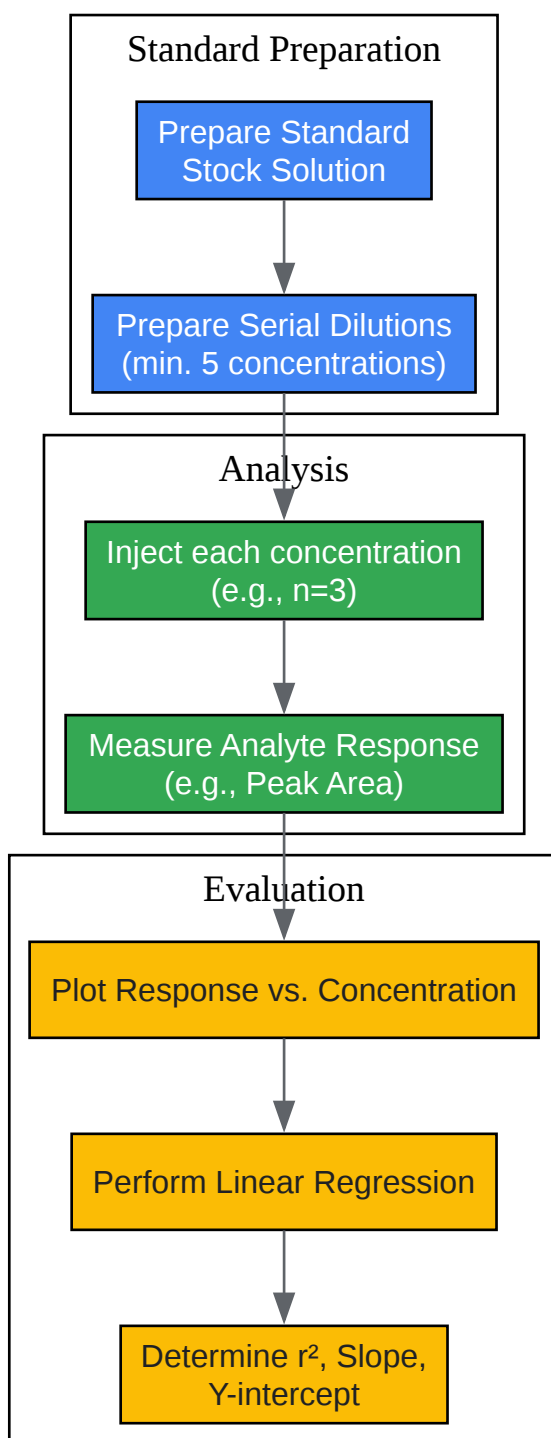 Standard Preparation
Prepare Standard
Stock Solution
Prepare Serial Dilutions
(min. 5 concentrations)
Analysis
Inject each concentration
(e.g., n=3)
Measure Analyte Response
(e.g., Peak Area)
Evaluation
Plot Response vs. Concentration
Perform Linear Regression
Determine r², Slope,
Y-intercept